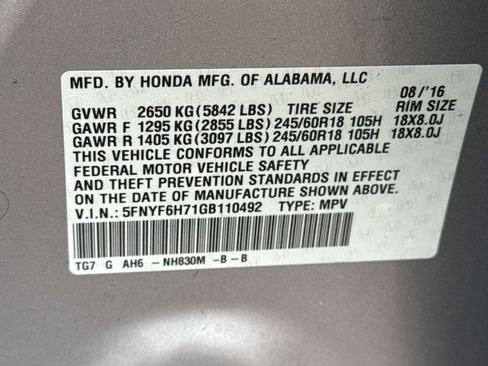 MFD. BY HONDA MFG. OF ALABAMA, LLC 08/'16
GVWR 2650 KG(5842 LBS) TIRE SIZE RIM SIZE
GAWR F 1295 KG(2855 LBS)245/60R18 105H 18X8.0J
GAWR R 1405 KG(3097 LBS)245/60R18 105H 18X8.0J
THIS VEHICLE CONFORMS TO ALL APPLICABLE
FEDERAL MOTOR VEHICLE SAFETY
AND THEFT PREVENTION STANDARDS IN EFFECT
ON THE DATE OF MANUFACTURE SHOWN ABOVE.
V.I.N.: 5FNYF6H71GB110492 TYPE: MPV
TG7 G AH6 -NH830M -B -B